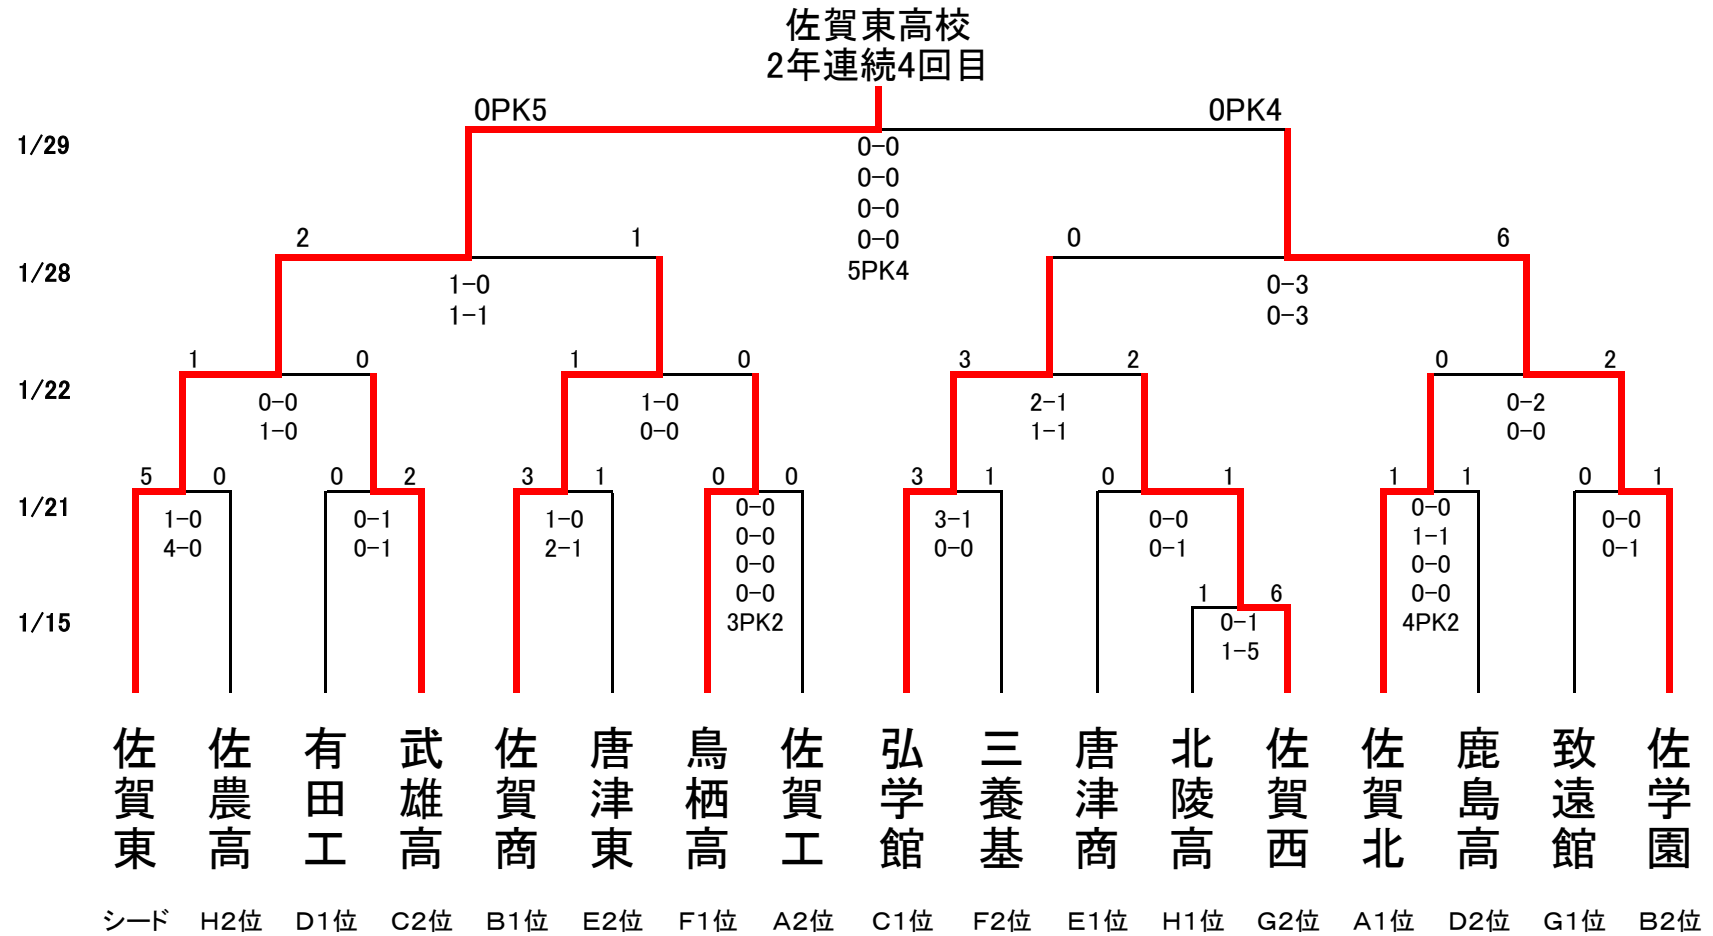 佐賀東高校
2年連続4回目
0PK5 0PK4
1/29
0-0
0-0
0-0
0-0
5PK4
2 1 0 6
1/28
1-0 0-3
1-1 0-3
1 0 1 0 3 2 0 2
1/22
0-0 1-0 2-1 0-2
1-0 0-0 1-1 0-0
5 0 0 2 3 1 0 0 3 1 0 1 1 1 0 1
1/21
1-0 0-1 1-0 0-0 3-1 0-0 0-0 0-0
4-0 0-1 2-1 0-0 0-0 0-1 1-1 0-1
0-0 0-0
0-0 0-0
3PK2 4PK2
1 6
1/15
0-1
1-5
佐賀東 佐農高 有田工 武雄高 佐賀商 唐津東 鳥栖高 佐賀工 弘学館 三養基 唐津商 北陵高 佐賀西 佐賀北 鹿島高 致遠館 佐学園
シード H2位 D1位 C2位 B1位 E2位 F1位 A2位 C1位 F2位 E1位 H1位 G2位 A1位 D2位 G1位 B2位